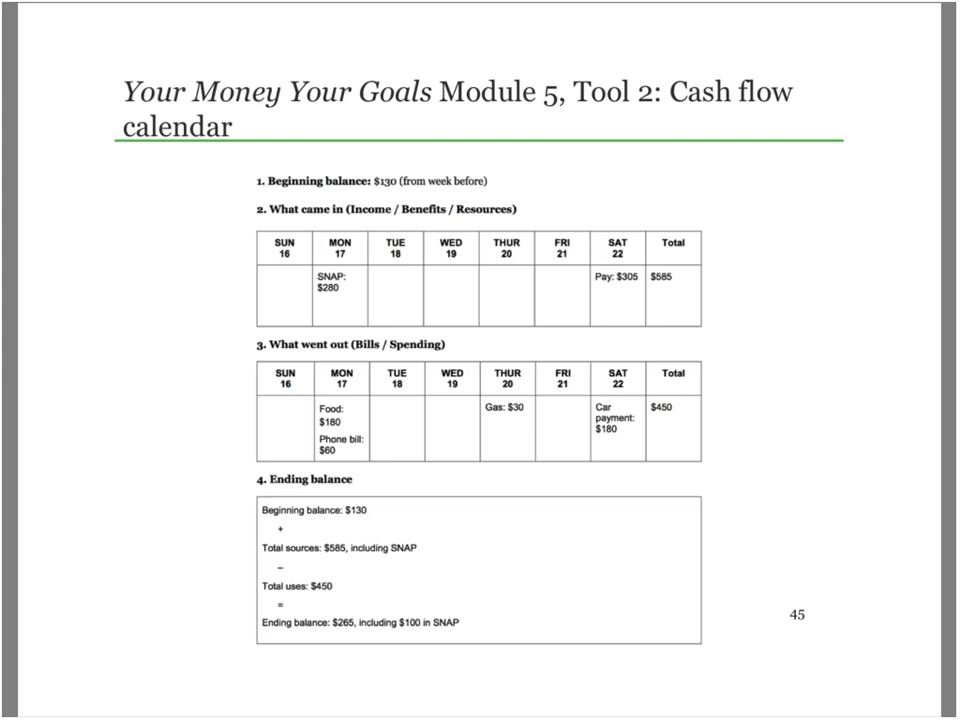 Your Money Your Goals Module 5, Tool 2: Cash flow
calendar
1. Beginning balance: $130 (from week before)
2. What came in (Income / Benefits / Resources)
SUN MON TUE WED THUR FRI SAT Total
16 17 18 19 20 21 22
SNAP: Pay: $305 $585
$280
3. What went out (Bills / Spending)
SUN MON TUE WED THUR FRI SAT Total
16 17 18 19 20 21 22
Food: Gas: $30 Car $450
$180 payment:
Phone bill: $180
$60
4. Ending balance
Beginning balance: $130
+
Total sources: $585, including SNAP
–
Total uses: $450
=
Ending balance: $265, including $100 in SNAP
45